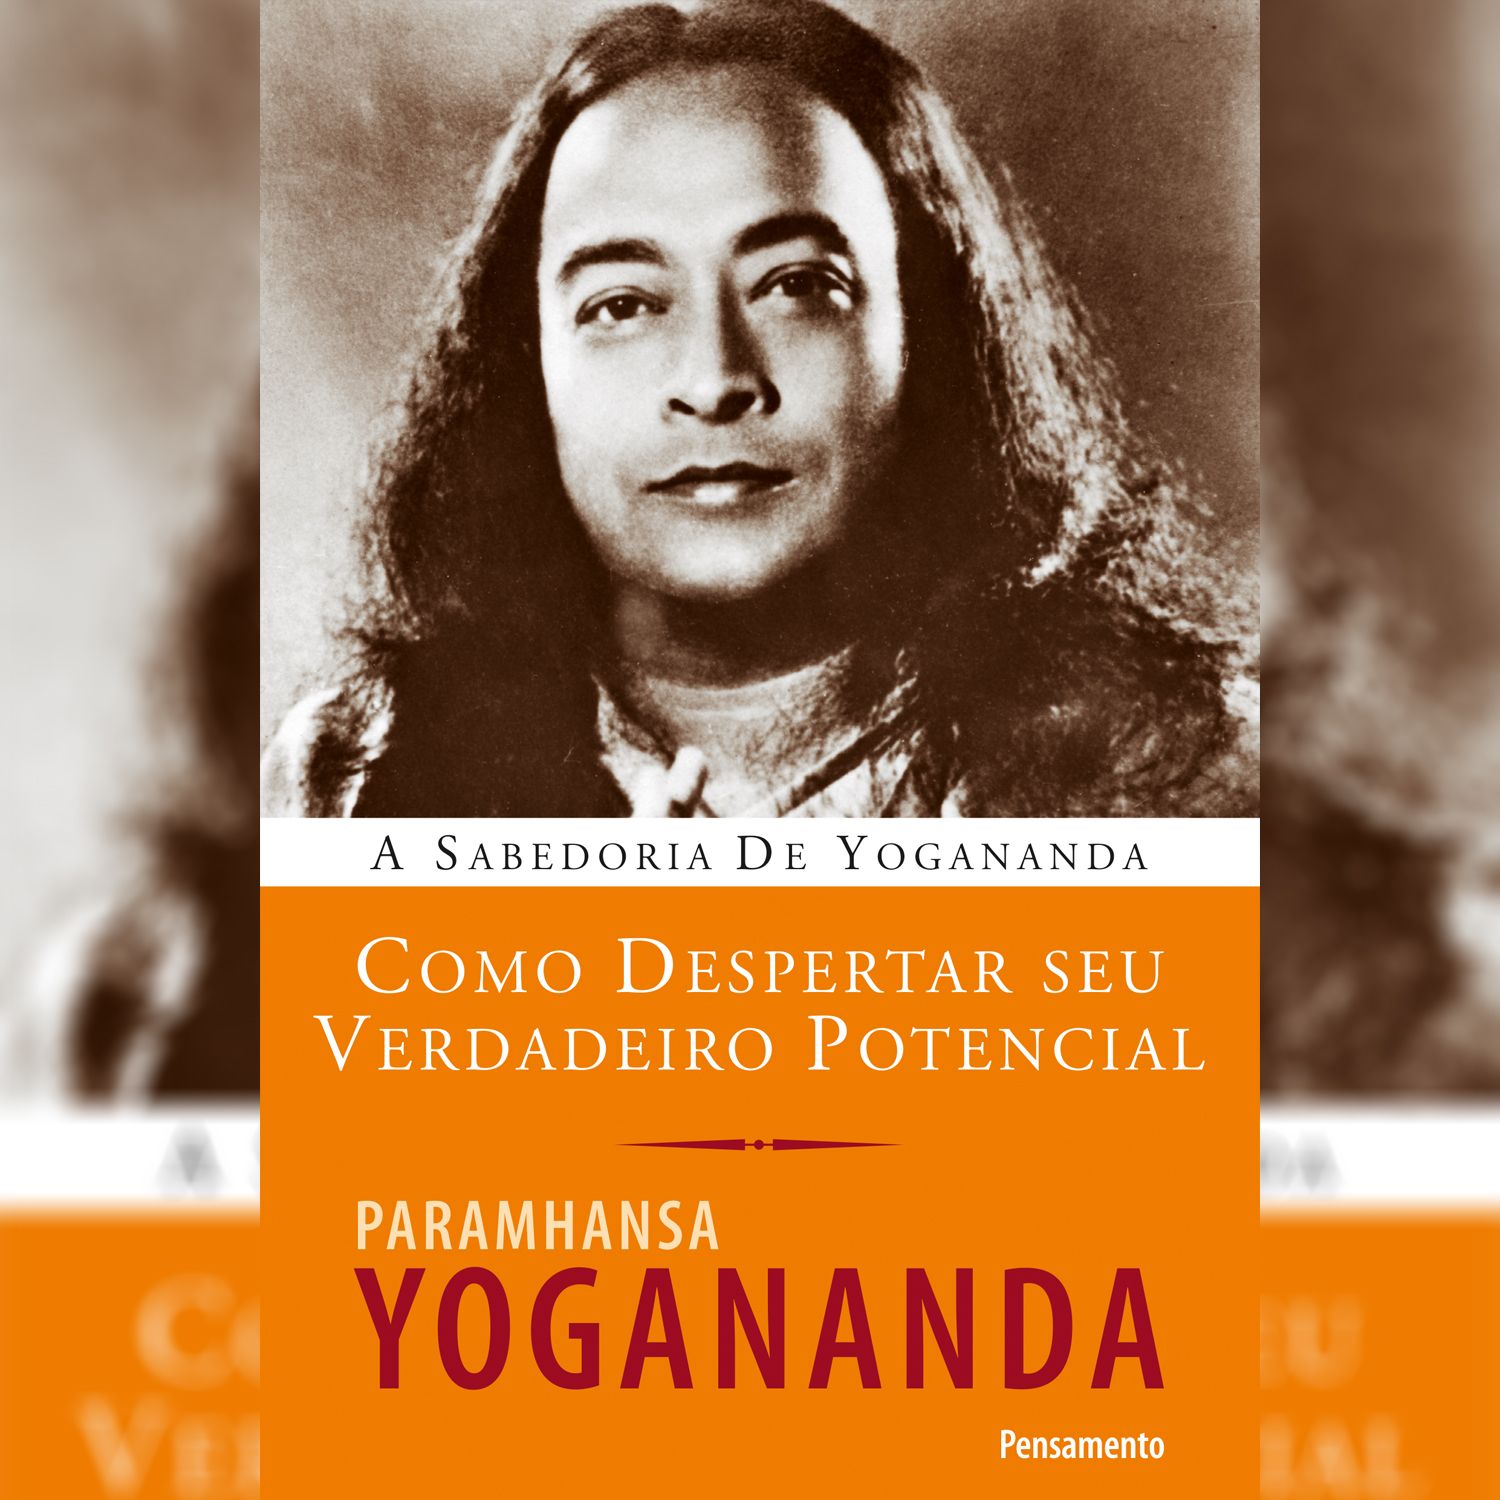 A SABEDORIA DE YOGANANDA
COMO DESPERTAR SEU
VERDADEIRO POTENCIAL
PARAMHANSA
YOGANANDA
Pensamento